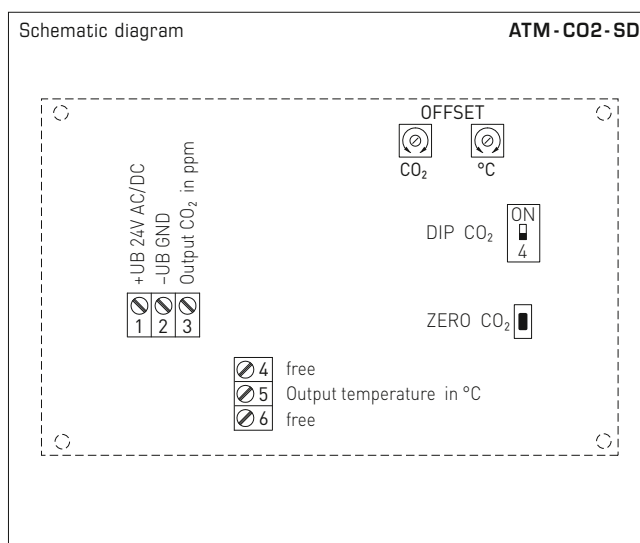 Schematic diagram ATM-CO2-SD
OFFSET
CO₂ °C
+UB 24V AC/DC
–UB GND
Output CO₂ in ppm
1 2 3
DIP CO₂
ON
4
ZERO CO₂
4 free
5 Output temperature in °C
6 free